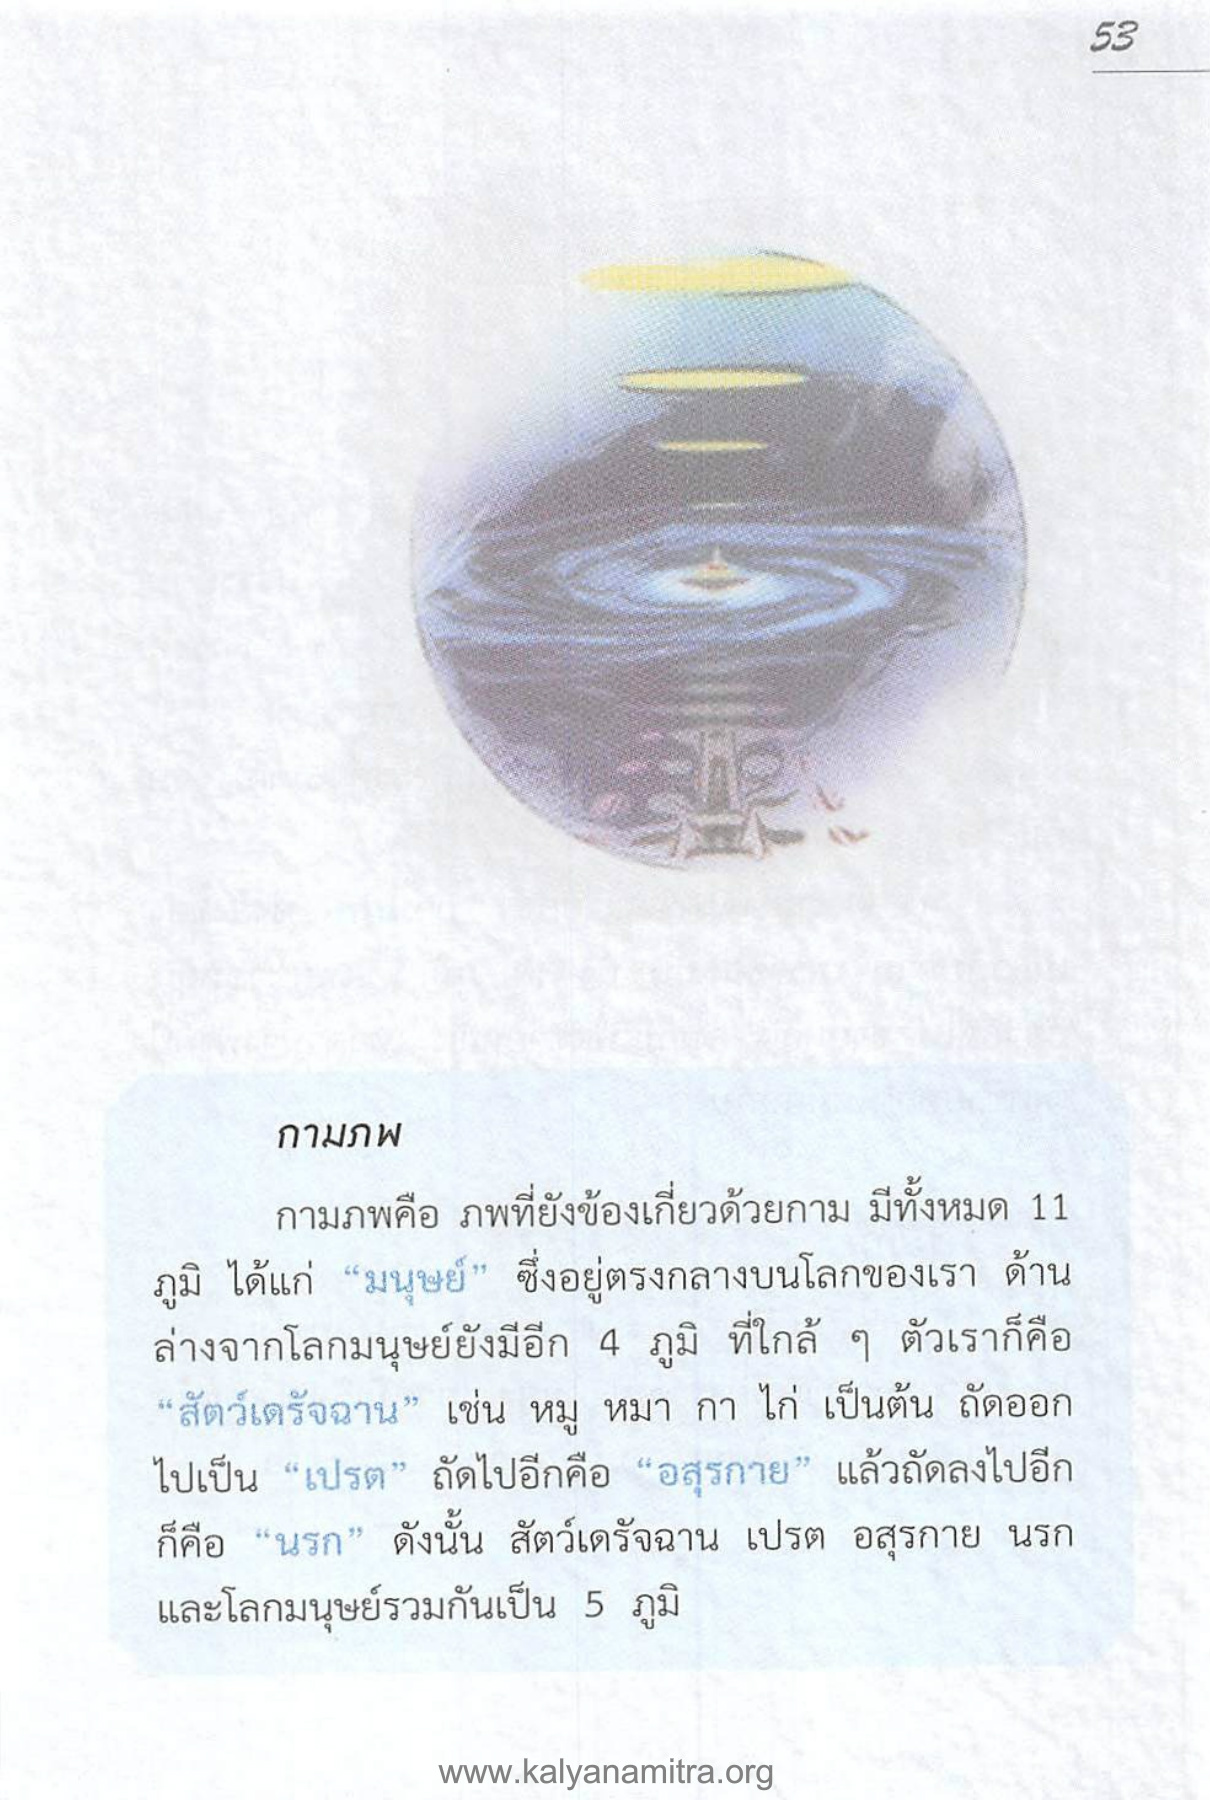 53
กามภพ
กามภพคือ ภพที่ยังข้องเกี่ยวด้วยกาม มีทั้งหมด 11
ภูมิ ได้แก่ “มนุษย์” ซึ่งอยู่ตรงกลางบนโลกของเรา ด้าน
ล่างจากโลกมนุษย์ยังมีอีก 4 ภูมิ ที่ใกล้ ๆ ตัวเราก็คือ
“สัตว์เดรัจฉาน” เช่น หมู หมา กา ไก่ เป็นต้น ถัดออก
ไปเป็น “เปรต” ถัดไปอีกคือ “อสุรกาย” แล้วถัดลงไปอีก
ก็คือ “นรก” ดังนั้น สัตว์เดรัจฉาน เปรต อสุรกาย นรก
และโลกมนุษย์รวมกันเป็น 5 ภูมิ
www.kalyanamitra.org